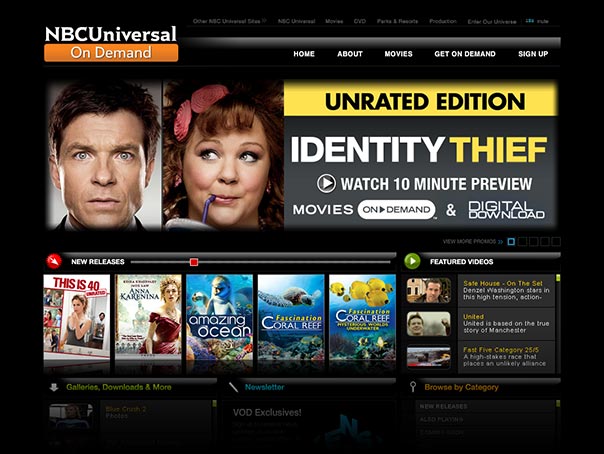 Other NBC Universal Sites
NBC Universal
Movies
DVD
Parks & Resorts
Production
Enter Our Universe
mute
NBCUniversal
On Demand
HOME
ABOUT
MOVIES
GET ON DEMAND
SIGN UP
UNRATED EDITION
IDENTITY THIEF
WATCH 10 MINUTE PREVIEW
MOVIES ON DEMAND & DIGITAL DOWNLOAD
VIEW MORE PROMOS
NEW RELEASES
THIS IS 40
UNRATED
KEIRA KNIGHTLEY JUDE LAW
ANNA KARENINA
amazing ocean
Fascination
CORAL REEF
Fascination
CORAL REEF
MYSTERIOUS WORLDS UNDERWATER
FEATURED VIDEOS
Safe House - On The Set
Denzel Washington stars in
this high tension, action-
United
United is based on the true
story of Manchester
Fast Five Category 25/5
A high-stakes race that
places an unlikely alliance
Galleries, Downloads & More
Blue Crush 2
Photos
Newsletter
VOD Exclusives!
Browse by Category
NEW RELEASES
ALSO PLAYING
COMING SOON